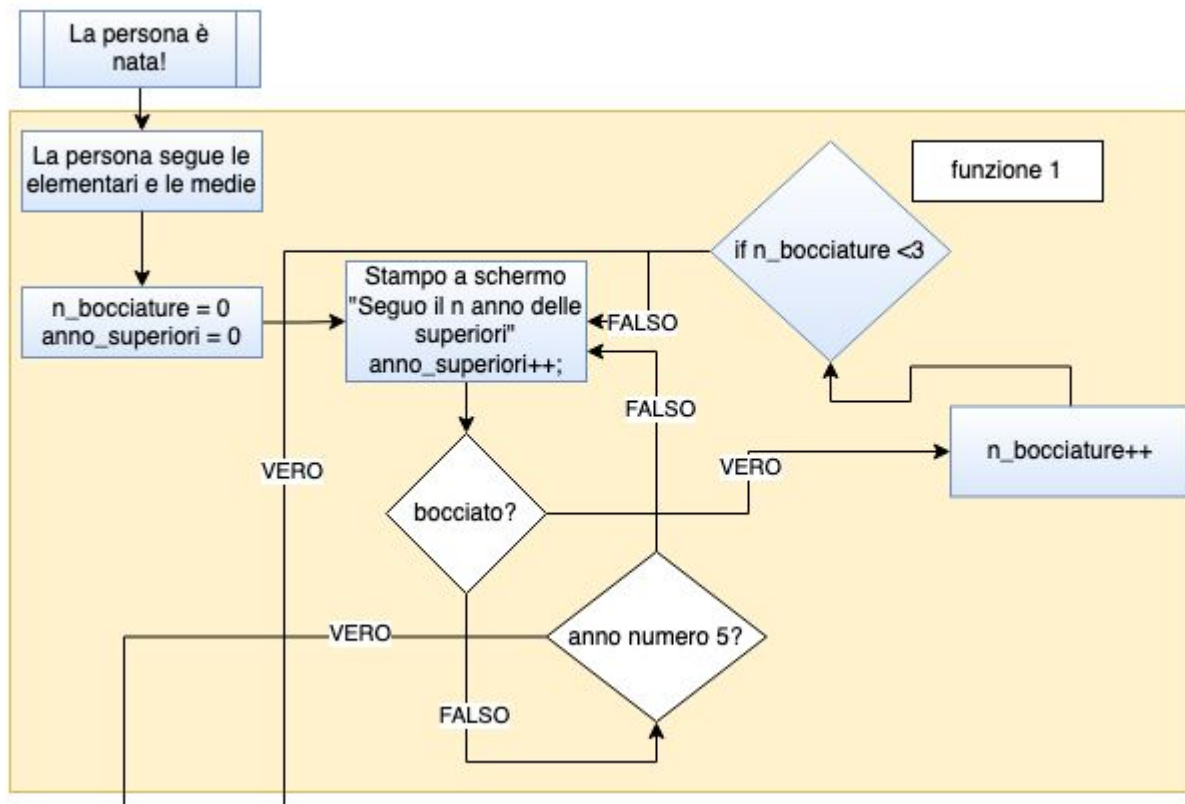 La persona è
nata!
La persona segue le
elementari e le medie
funzione 1
if n_bocciature <3
n_bocciature = 0
anno_superiori = 0
Stampo a schermo
"Seguo il n anno delle
superiori"
anno_superiori++;
FALSO
FALSO
VERO
bocciato?
VERO
n_bocciature++
VERO
anno numero 5?
FALSO